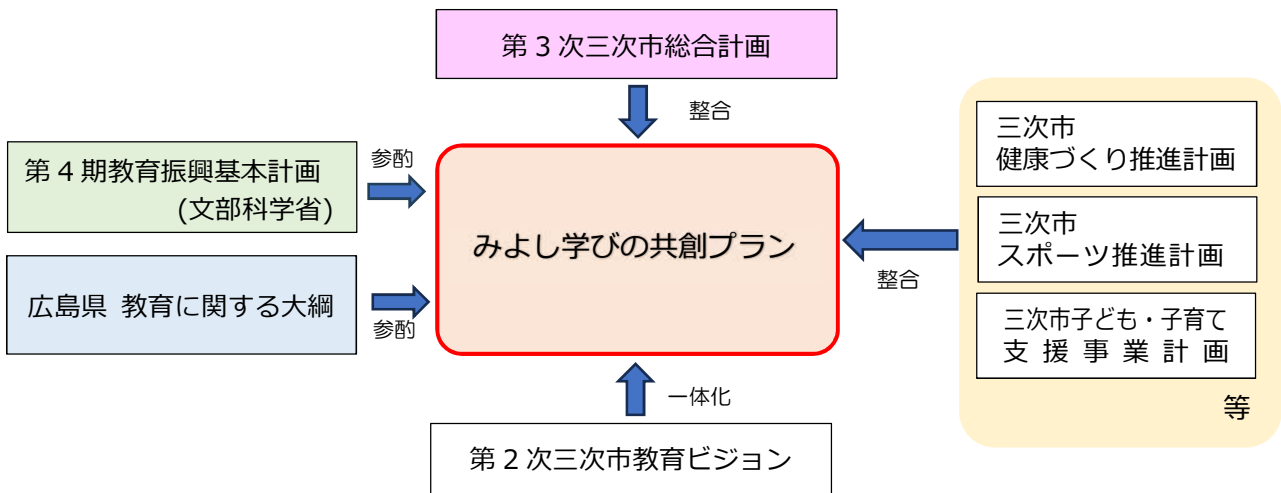 第3次三次市総合計画
整合
第4期教育振興基本計画
(文部科学省)
参酌
広島県 教育に関する大綱
参酌
みよし学びの共創プラン
整合
三次市
健康づくり推進計画
三次市
スポーツ推進計画
三次市子ども・子育て
支援事業計画
等
一体化
第2次三次市教育ビジョン